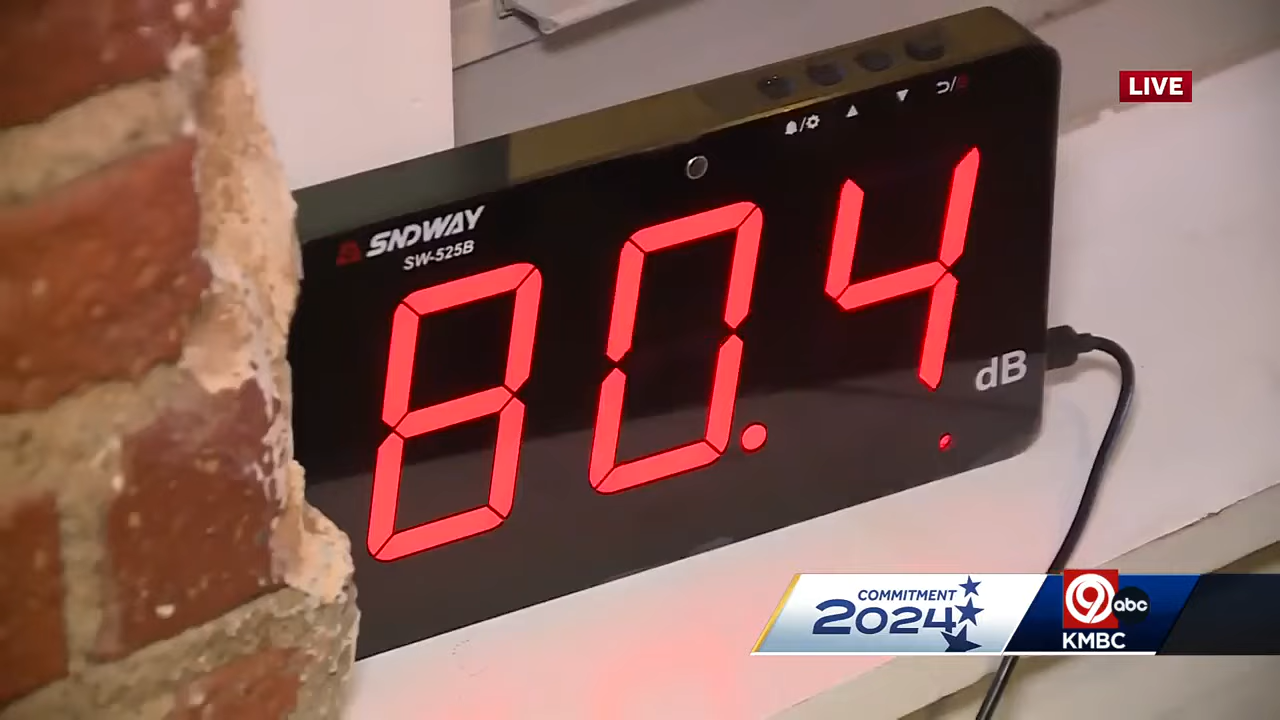 LIVE
SNDWAY
SW-525B
80.4
dB
COMMITMENT
2024
9
abc
KMBC